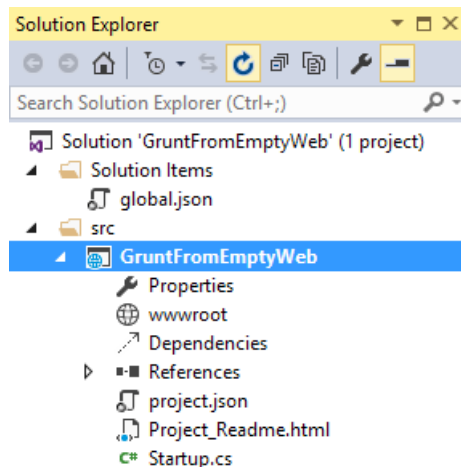 Solution Explorer
Search Solution Explorer (Ctrl+;)
Solution 'GruntFromEmptyWeb' (1 project)
Solution Items
global.json
src
GruntFromEmptyWeb
Properties
wwwroot
Dependencies
References
project.json
Project_Readme.html
C# Startup.cs